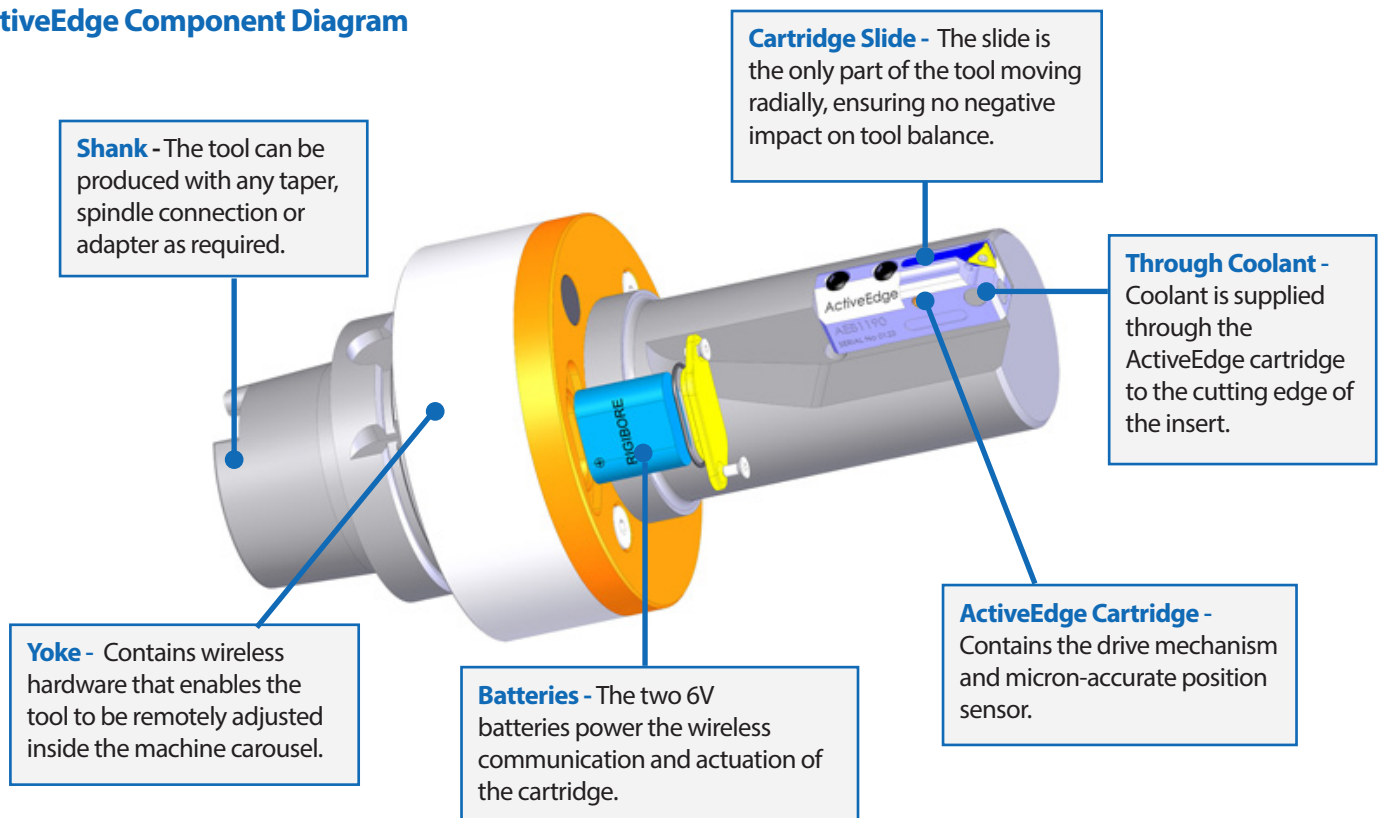 tiveEdge Component Diagram
Cartridge Slide - The slide is
the only part of the tool moving
radially, ensuring no negative
impact on tool balance.
Shank - The tool can be
produced with any taper,
spindle connection or
adapter as required.
Through Coolant -
Coolant is supplied
through the
ActiveEdge cartridge
to the cutting edge of
the insert.
ActiveEdge
AE51190
SERIAL No 0123
RIGIBORE
ActiveEdge Cartridge -
Contains the drive mechanism
and micron-accurate position
sensor.
Yoke - Contains wireless
hardware that enables the
tool to be remotely adjusted
inside the machine carousel.
Batteries - The two 6V
batteries power the wireless
communication and actuation of
the cartridge.